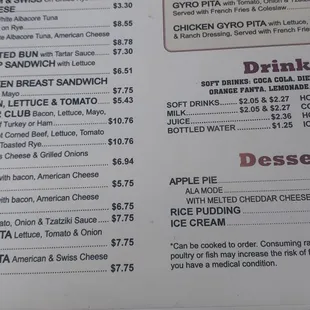 & SWISS on
CHEESE $3.30
White Albacore Tuna
on Rye $8.55
Albacore Tuna, American Cheese
$8.78
BUN with Tartar Sauce $7.30
SANDWICH with Lettuce
$6.51
BREAST SANDWICH
Mayo $7.75
LETTUCE & TOMATO $5.43
CLUB Bacon, Lettuce, Mayo,
Turkey or Ham $10.76
Corned Beef, Lettuce, Tomato
Toasted Rye $10.76
Cheese & Grilled Onions
$6.94
with bacon, American Cheese
$5.75
with bacon, American Cheese
$6.75
Onion & Tzatziki Sauce $7.75
Lettuce, Tomato & Onion
$7.75
American & Swiss Cheese
$7.75
GYRO PITA with Tomato, Onion &
Served with French Fries & Coleslaw
CHICKEN GYRO PITA with Lettuce,
& Ranch Dressing, Served with French Fries
Drink
SOFT DRINKS: COCA COLA, DIE
ORANGE FANTA, LEMONADE
SOFT DRINKS $2.05 & $2.27 HO
MILK $2.05 & $2.27
JUICE $2.36
BOTTLED WATER $1.25 IC
Desse
APPLE PIE
ALA MODE
WITH MELTED CHEDDAR CHEESE
RICE PUDDING
ICE CREAM
*Can be cooked to order. Consuming ra
poultry or fish may increase the risk of f
you have a medical condition.